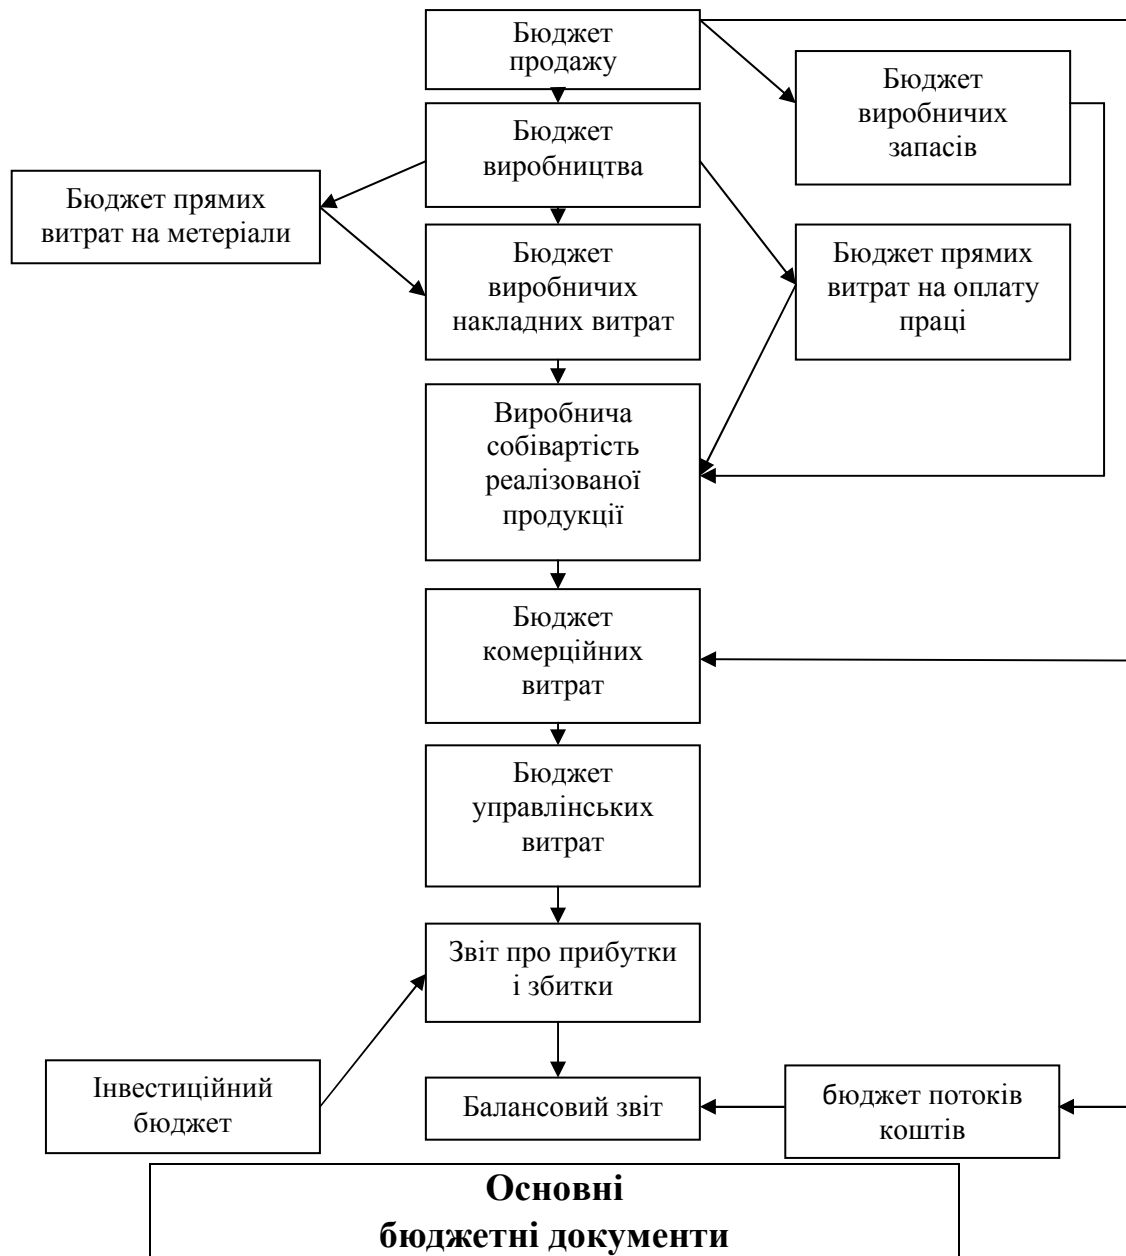 Бюджет
продажу
Бюджет
виробничих
запасів
Бюджет
виробництва
Бюджет прямих
витрат на метеріали
Бюджет
виробничих
накладних витрат
Бюджет прямих
витрат на оплату
праці
Виробнича
собівартість
реалізованої
продукції
Бюджет
комерційних
витрат
Бюджет
управлінських
витрат
Звіт про прибутки
і збитки
Інвестиційний
бюджет
Балансовий звіт
бюджет потоків
коштів
Основні
бюджетні документи